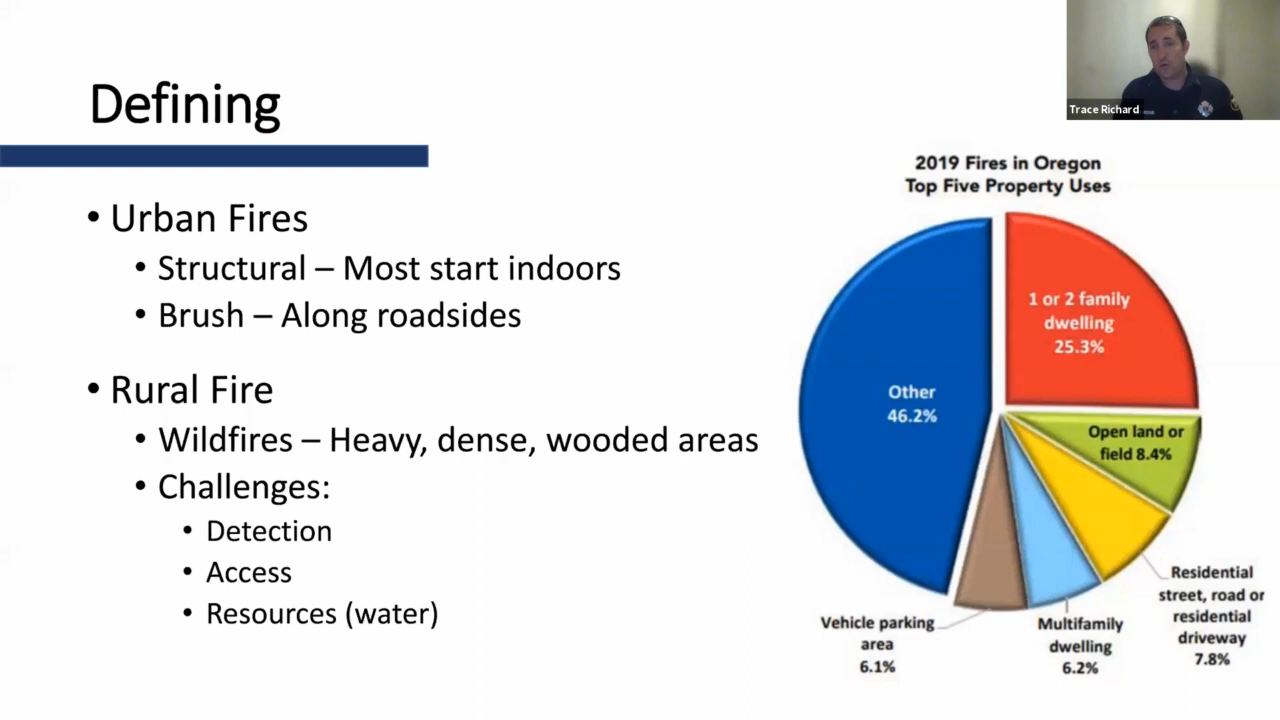 Defining
• Urban Fires
• Structural – Most start indoors
• Brush – Along roadsides
• Rural Fire
• Wildfires – Heavy, dense, wooded areas
• Challenges:
• Detection
• Access
• Resources (water)
Trace Richard
2019 Fires in Oregon
Top Five Property Uses
1 or 2 family
dwelling
25.3%
Other
46.2%
Open land or
field 8.4%
Residential
street, road or
residential
driveway
7.8%
Multifamily
dwelling
6.2%
Vehicle parking
area
6.1%